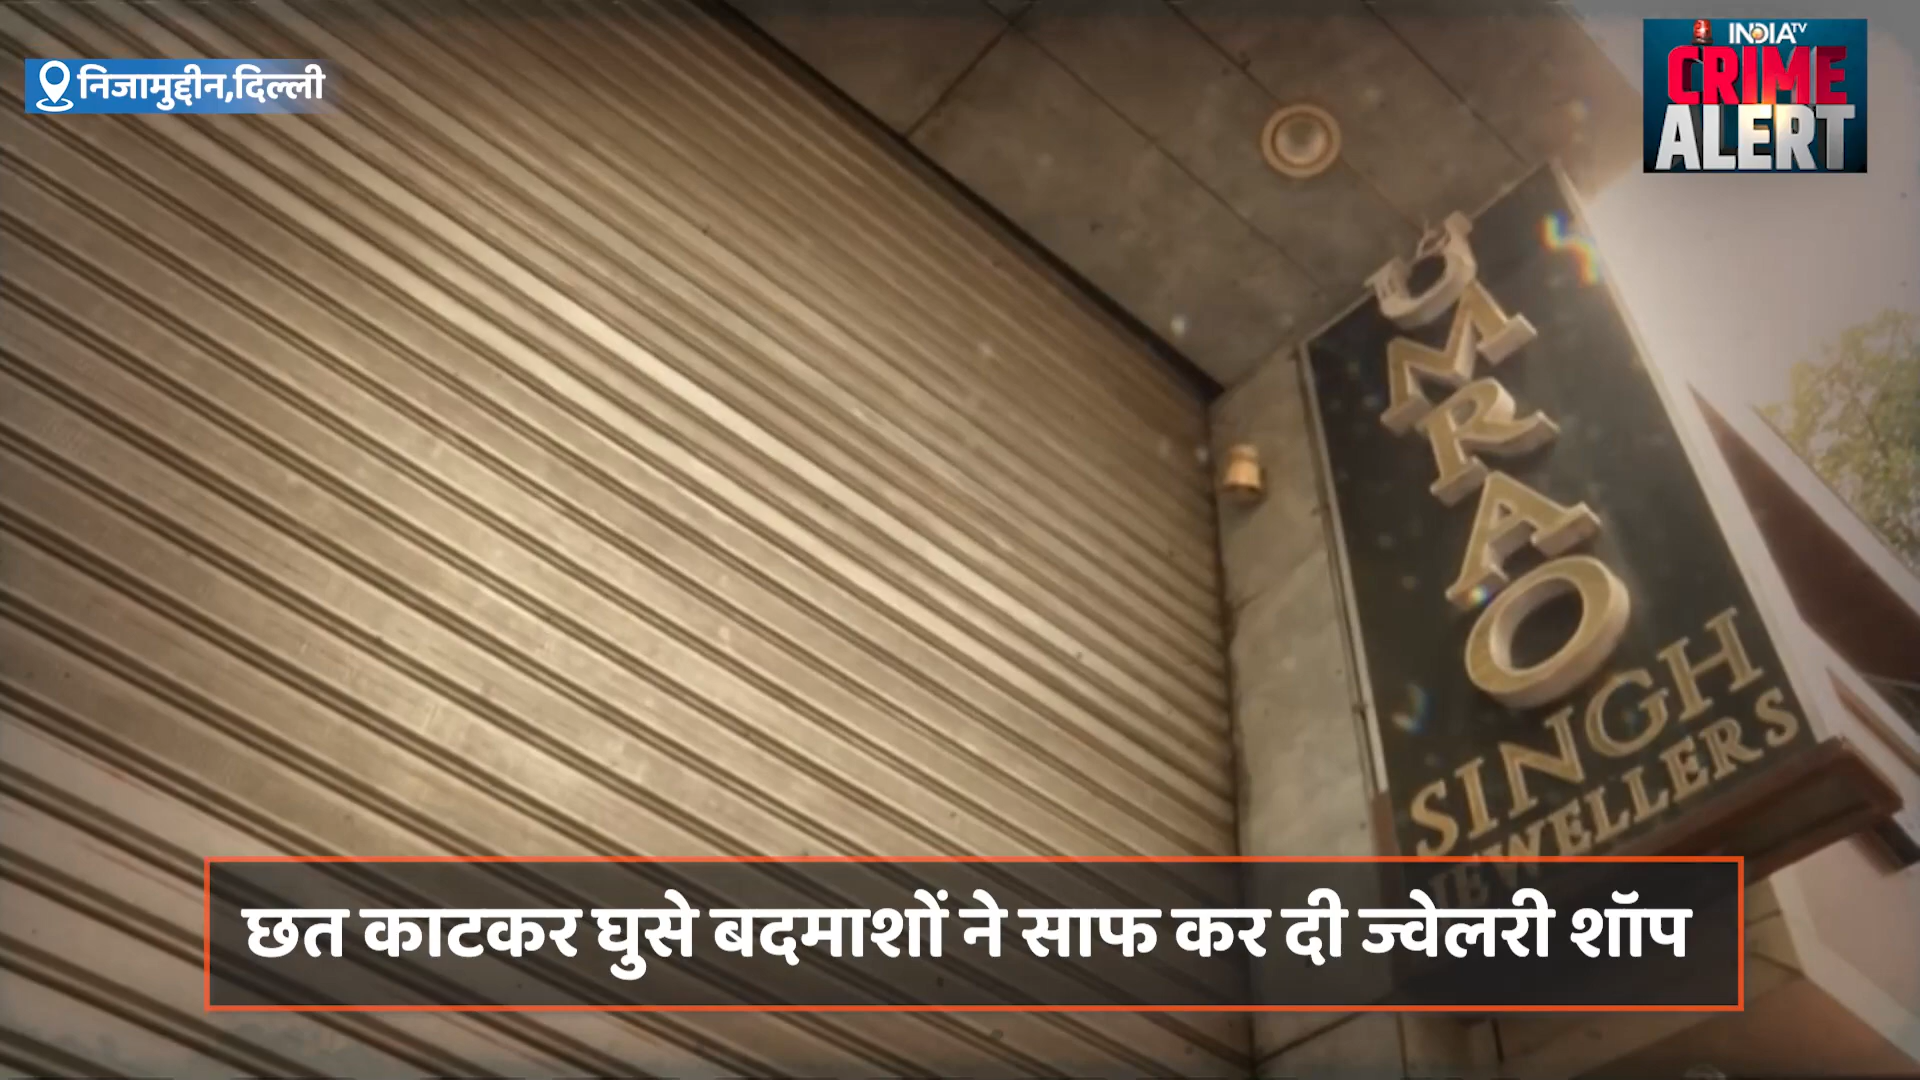 निजामुद्दीन,दिल्ली
INDIA TV
CRIME
ALERT
UMRAO
SINGH
JEWELLERS
छत काटकर घुसे बदमाशों ने साफ कर दी ज्वेलरी शॉप